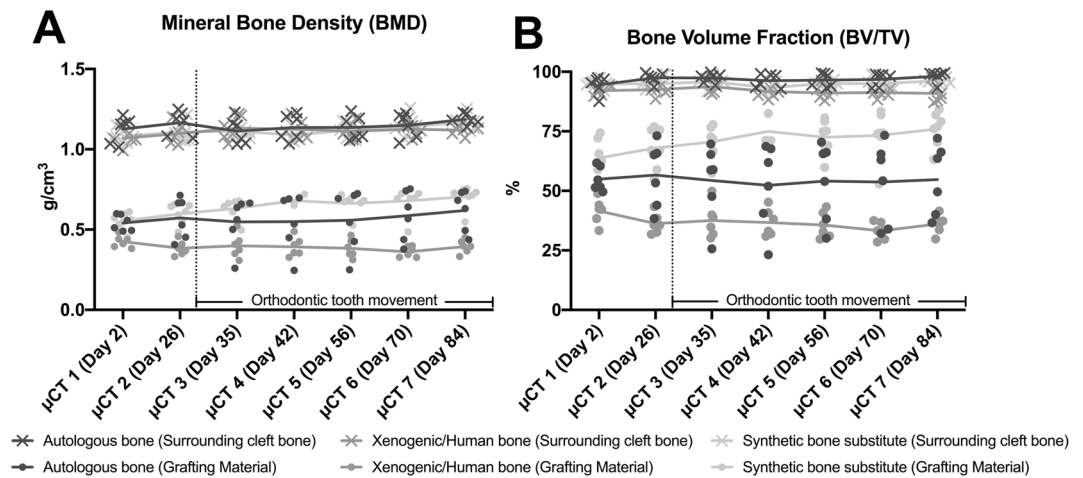 A
Mineral Bone Density (BMD)
g/cm³
1.5
1.0
0.5
0.0
Orthodontic tooth movement
µCT 1 (Day 2)
µCT 2 (Day 26)
µCT 3 (Day 35)
µCT 4 (Day 42)
µCT 5 (Day 56)
µCT 6 (Day 70)
µCT 7 (Day 84)
B
Bone Volume Fraction (BV/TV)
%
100
75
50
25
0
Orthodontic tooth movement
µCT 1 (Day 2)
µCT 2 (Day 26)
µCT 3 (Day 35)
µCT 4 (Day 42)
µCT 5 (Day 56)
µCT 6 (Day 70)
µCT 7 (Day 84)
Autologous bone (Surrounding cleft bone)
Xenogenic/Human bone (Surrounding cleft bone)
Synthetic bone substitute (Surrounding cleft bone)
Autologous bone (Grafting Material)
Xenogenic/Human bone (Grafting Material)
Synthetic bone substitute (Grafting Material)